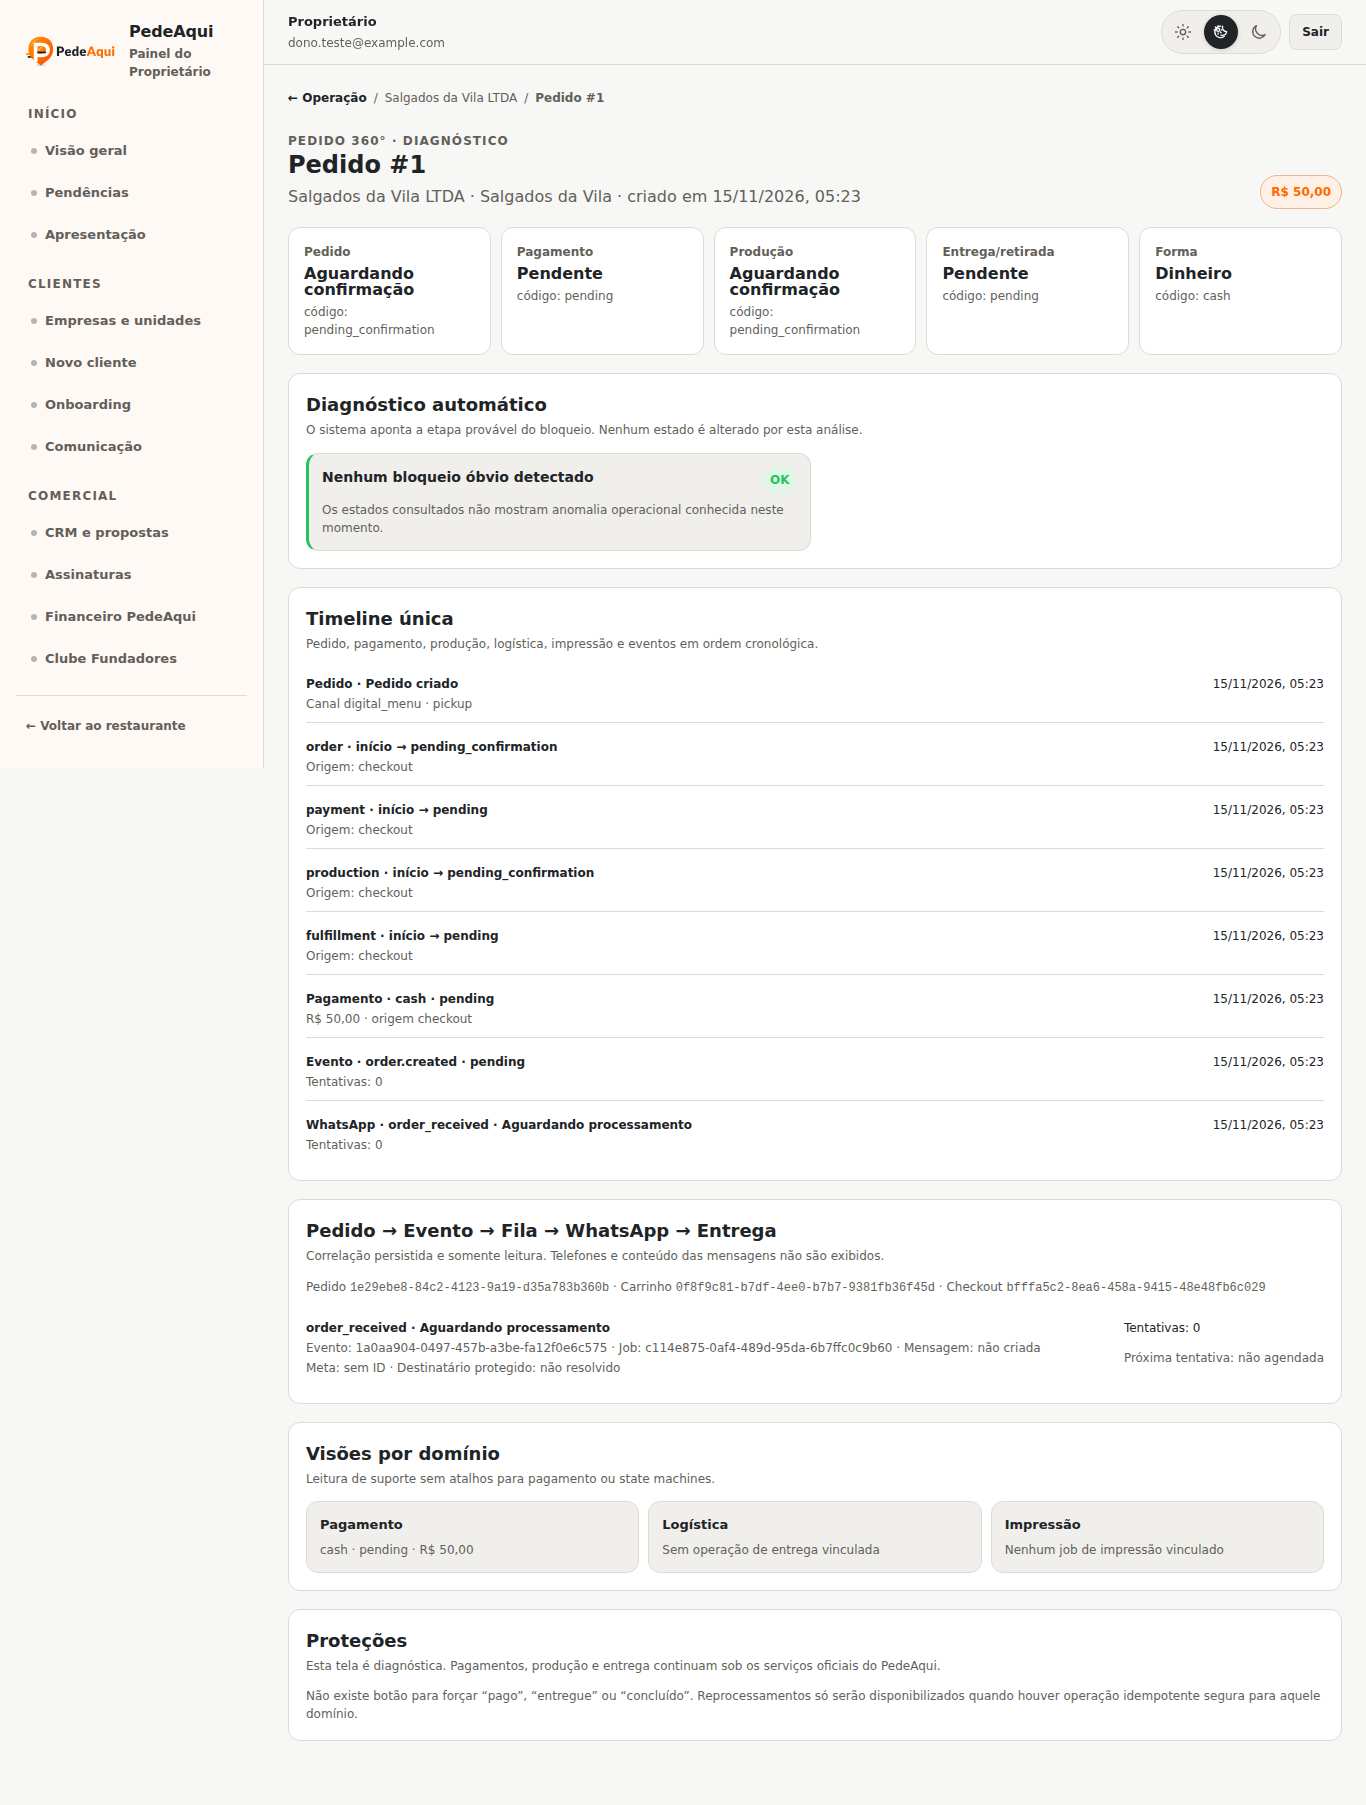 PedeAqui
PedeAqui
Painel do
Proprietário
INÍCIO
Visão geral
Pendências
Apresentação
CLIENTES
Empresas e unidades
Novo cliente
Onboarding
Comunicação
COMERCIAL
CRM e propostas
Assinaturas
Financeiro PedeAqui
Clube Fundadores
← Voltar ao restaurante
Proprietário
dono.teste@example.com
Sair
← Operação / Salgados da Vila LTDA / Pedido #1
PEDIDO 360° · DIAGNÓSTICO
Pedido #1
Salgados da Vila LTDA · Salgados da Vila · criado em 15/11/2026, 05:23
R$ 50,00
Pedido
Aguardando
confirmação
código:
pending_confirmation
Pagamento
Pendente
código: pending
Produção
Aguardando
confirmação
código:
pending_confirmation
Entrega/retirada
Pendente
código: pending
Forma
Dinheiro
código: cash
Diagnóstico automático
O sistema aponta a etapa provável do bloqueio. Nenhum estado é alterado por esta análise.
Nenhum bloqueio óbvio detectado OK
Os estados consultados não mostram anomalia operacional conhecida neste
momento.
Timeline única
Pedido, pagamento, produção, logística, impressão e eventos em ordem cronológica.
Pedido · Pedido criado 15/11/2026, 05:23
Canal digital_menu · pickup
order · início → pending_confirmation 15/11/2026, 05:23
Origem: checkout
payment · início → pending 15/11/2026, 05:23
Origem: checkout
production · início → pending_confirmation 15/11/2026, 05:23
Origem: checkout
fulfillment · início → pending 15/11/2026, 05:23
Origem: checkout
Pagamento · cash · pending 15/11/2026, 05:23
R$ 50,00 · origem checkout
Evento · order.created · pending 15/11/2026, 05:23
Tentativas: 0
WhatsApp · order_received · Aguardando processamento 15/11/2026, 05:23
Tentativas: 0
Pedido → Evento → Fila → WhatsApp → Entrega
Correlação persistida e somente leitura. Telefones e conteúdo das mensagens não são exibidos.
Pedido 1e29ebe8-84c2-4123-9a19-d35a783b360b · Carrinho 0f8f9c81-b7df-4ee0-b7b7-9381fb36f45d · Checkout bfffa5c2-8ea6-458a-9415-48e48fb6c029
order_received · Aguardando processamento
Evento: 1a0aa904-0497-457b-a3be-fa12f0e6c575 · Job: c114e875-0af4-489d-95da-6b7ffc0c9b60 · Mensagem: não criada
Meta: sem ID · Destinatário protegido: não resolvido
Tentativas: 0
Próxima tentativa: não agendada
Visões por domínio
Leitura de suporte sem atalhos para pagamento ou state machines.
Pagamento
cash · pending · R$ 50,00
Logística
Sem operação de entrega vinculada
Impressão
Nenhum job de impressão vinculado
Proteções
Esta tela é diagnóstica. Pagamentos, produção e entrega continuam sob os serviços oficiais do PedeAqui.
Não existe botão para forçar “pago”, “entregue” ou “concluído”. Reprocessamentos só serão disponibilizados quando houver operação idempotente segura para aquele
domínio.